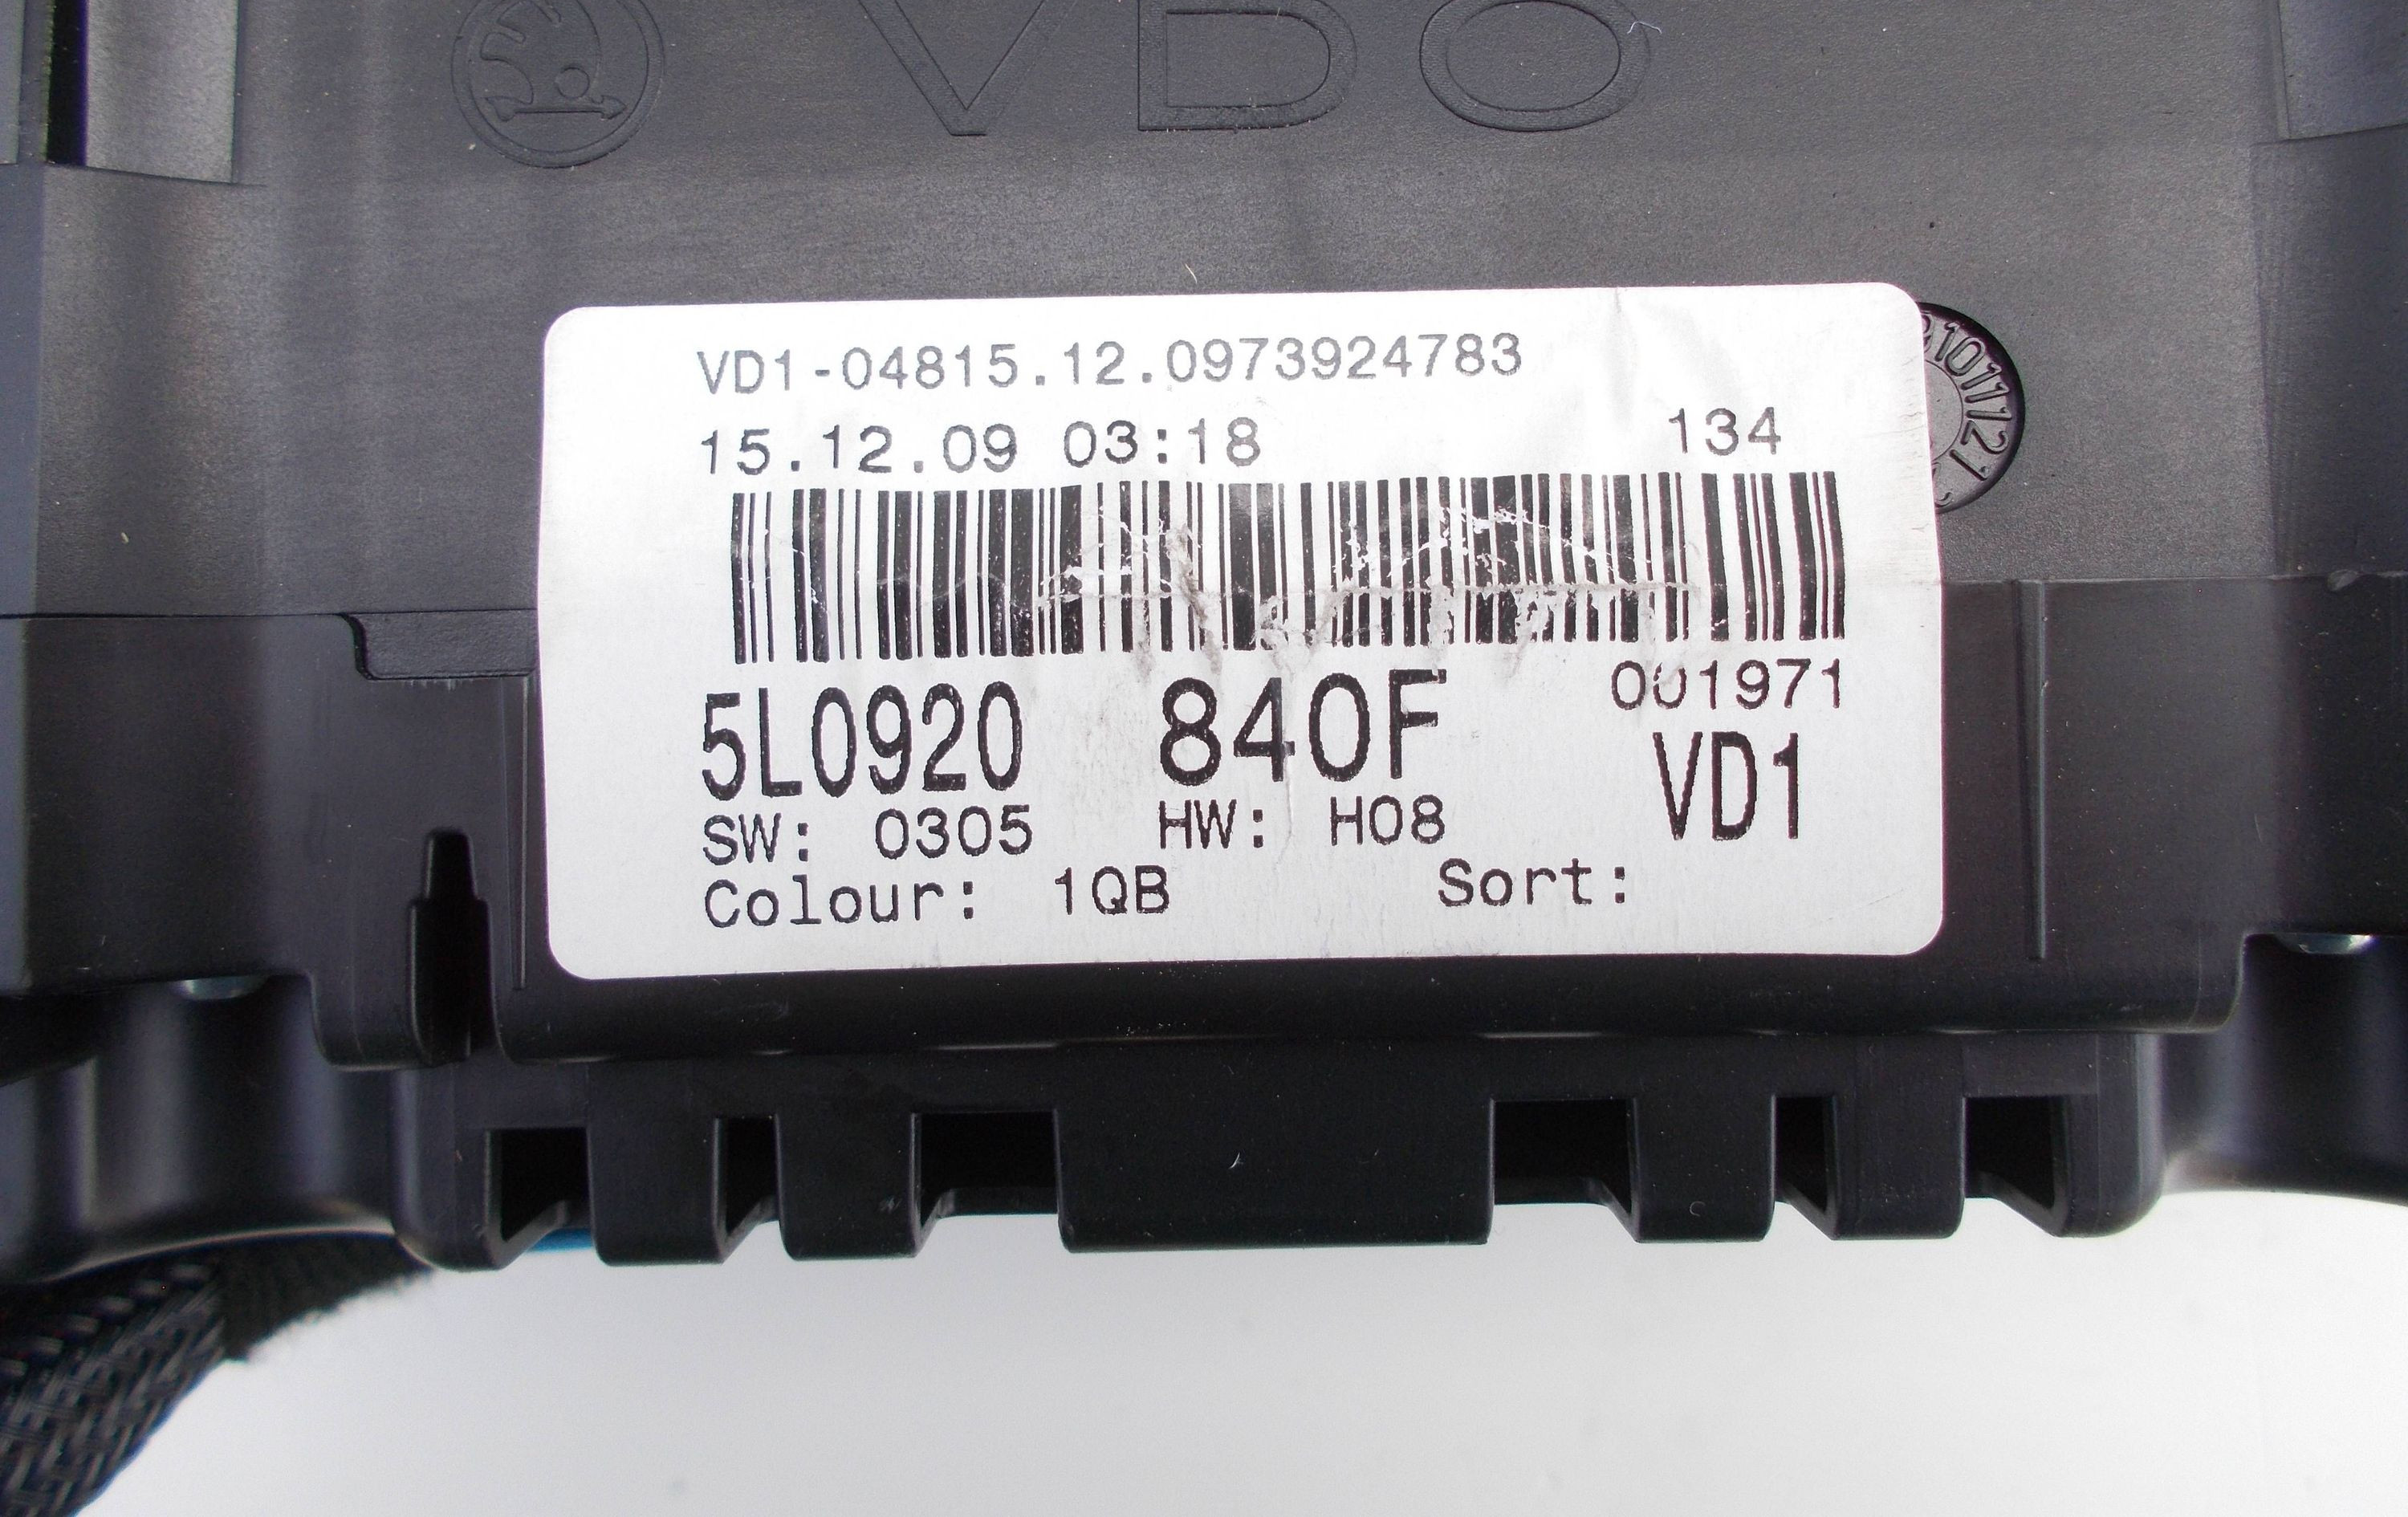 VDO
VD1-04815.12.0973924783
15.12.09 03:18 134
5L0920 840F 001971
VD1
SW: 0305 HW: H08
Colour: 1QB Sort: